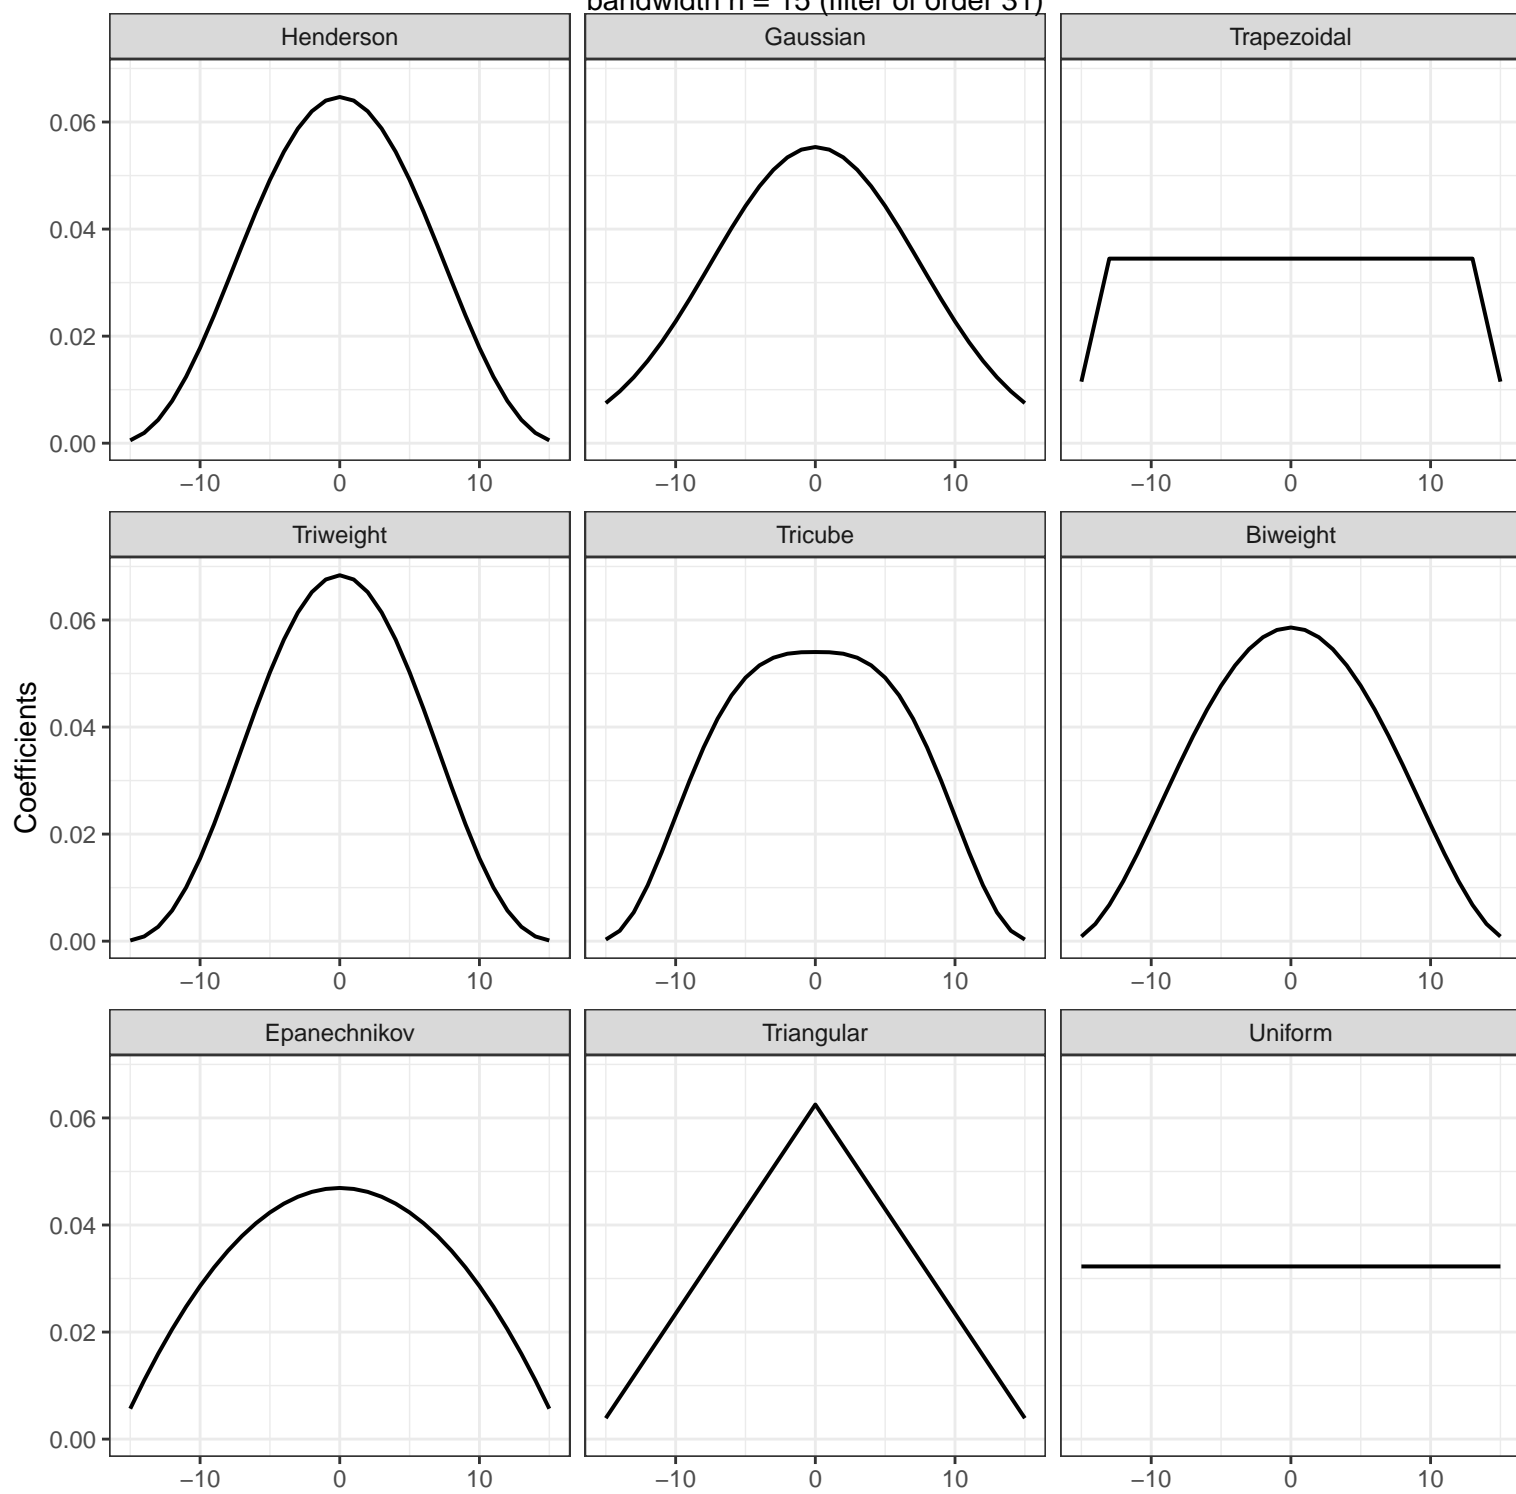 bandwidth h = 15 (filter of order 31)
Henderson Gaussian Trapezoidal
0.06
0.04
0.02
0.00
−10 0 10 −10 0 10 −10 0 10
Triweight Tricube Biweight
0.06
0.04
0.02
0.00
Coefficients
−10 0 10 −10 0 10 −10 0 10
Epanechnikov Triangular Uniform
0.06
0.04
0.02
0.00
−10 0 10 −10 0 10 −10 0 10